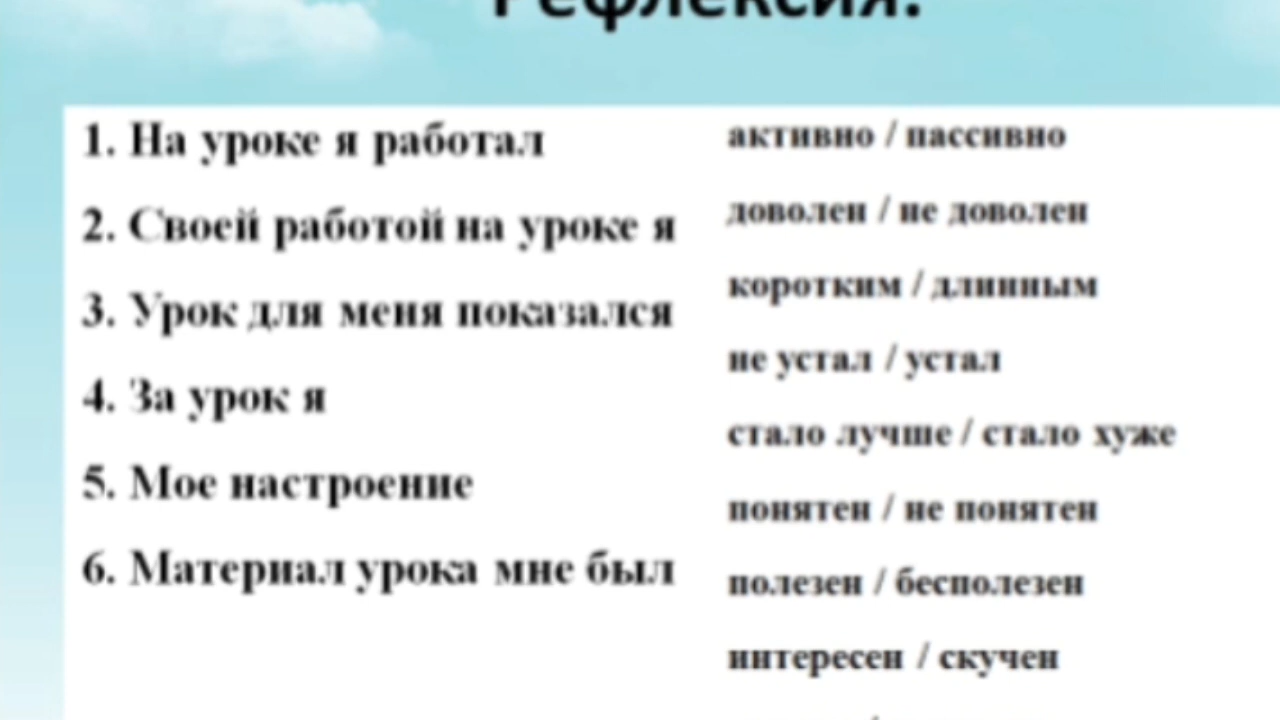 Рефлексия.
1. На уроке я работал
2. Своей работой на уроке я
3. Урок для меня показался
4. За урок я
5. Мое настроение
6. Материал урока мне был
активно / пассивно
доволен / не доволен
коротким / длинным
не устал / устал
стало лучше / стало хуже
понятен / не понятен
полезен / бесполезен
интересен / скучен